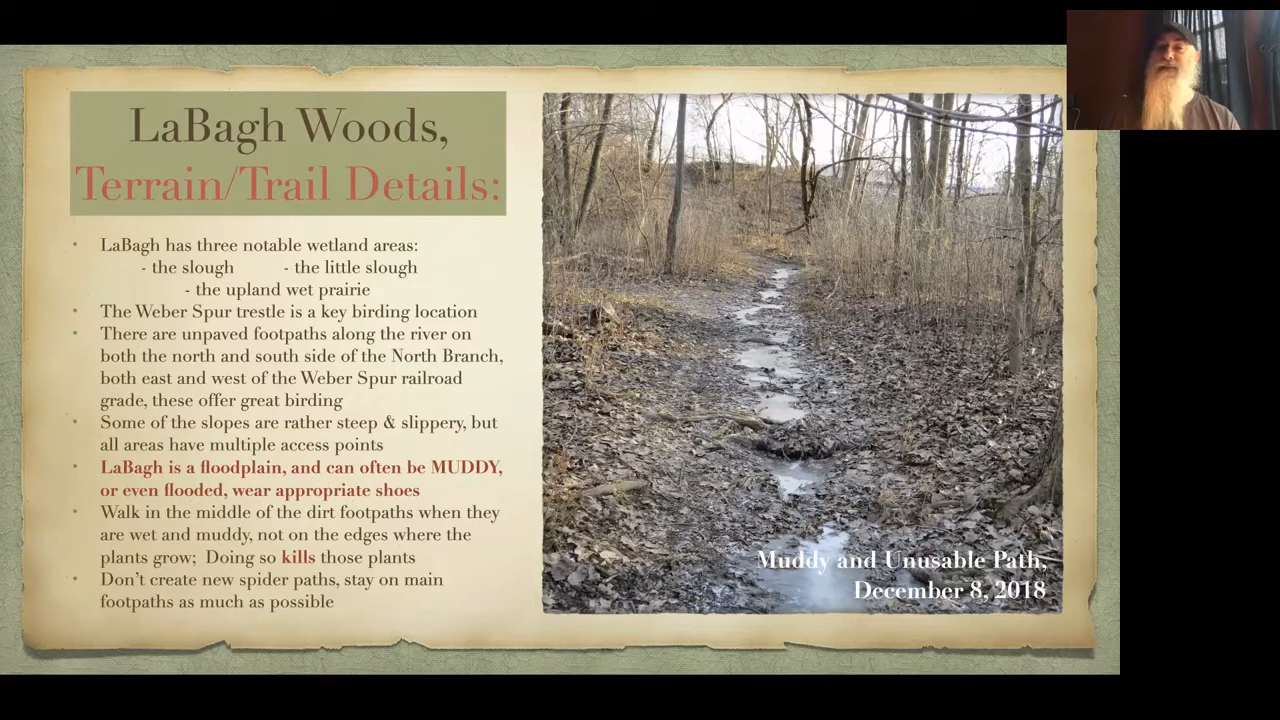 LaBagh Woods,
Terrain/Trail Details:
• LaBagh has three notable wetland areas:
- the slough - the little slough
- the upland wet prairie
• The Weber Spur trestle is a key birding location
• There are unpaved footpaths along the river on
both the north and south side of the North Branch,
both east and west of the Weber Spur railroad
grade, these offer great birding
• Some of the slopes are rather steep & slippery, but
all areas have multiple access points
• LaBagh is a floodplain, and can often be MUDDY,
or even flooded, wear appropriate shoes
• Walk in the middle of the dirt footpaths when they
are wet and muddy, not on the edges where the
plants grow; Doing so kills those plants
• Don't create new spider paths, stay on main
footpaths as much as possible
Muddy and Unusable Path,
December 8, 2018